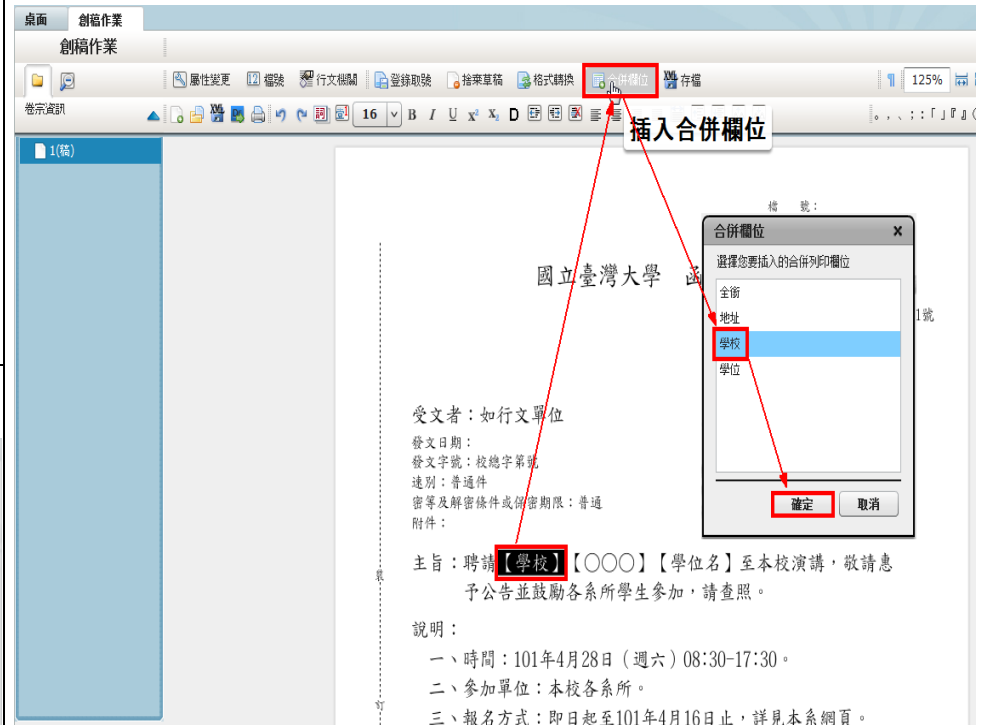 桌面 創稿作業
創稿作業
屬性變更 檔號 行文機關 登錄取號 捨棄草稿 格式轉換 合併欄位 存檔 125%
卷宗資訊
16 B I U x² X₂ D 。,、;:「」『』(
插入合併欄位
1(稿)
檔 號:
合併欄位 x
選擇您要插入的合併列印欄位
全銜
地址
學校
學位
確定 取消
國立臺灣大學 函
1號
受文者:如行文單位
發文日期:
發文字號:校總字第號
速別:普通件
密等及解密條件或保密期限:普通
附件:
主旨:聘請【學校】【○○○】【學位名】至本校演講,敬請惠
予公告並鼓勵各系所學生參加,請查照。
說明:
一、時間:101年4月28日(週六)08:30-17:30。
二、參加單位:本校各系所。
三、報名方式:即日起至101年4月16日止,詳見本系網頁。
裝
訂